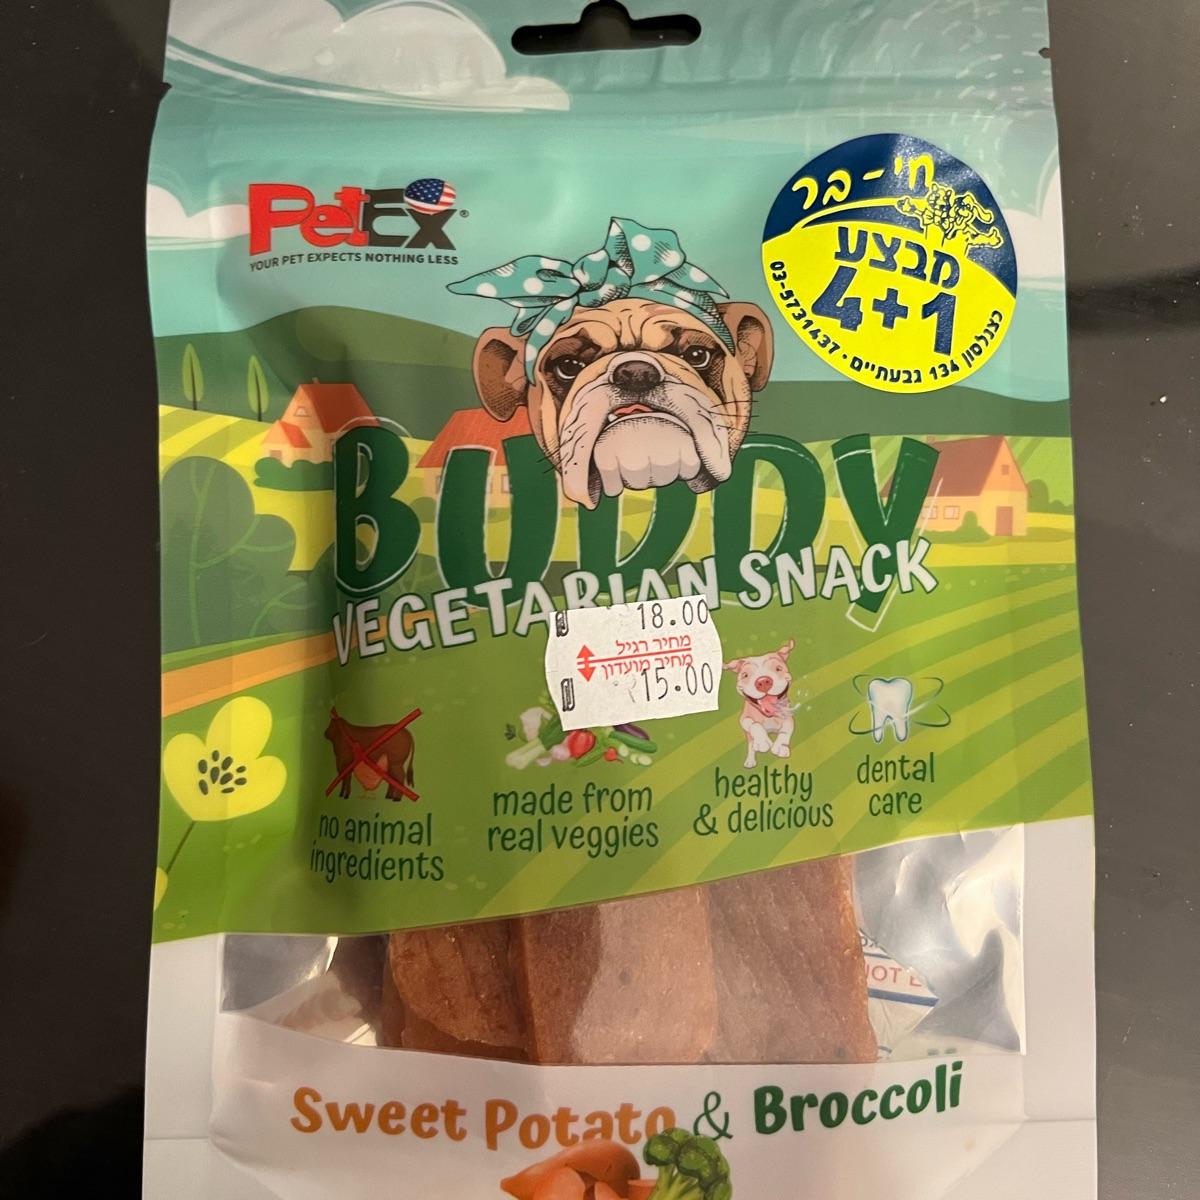 PetEx®
YOUR PET EXPECTS NOTHING LESS
חי-בר
מבצע
4+1
כצנלסון 134 גבעתיים · 03-5731437
BUDDY
VEGETARIAN SNACK
₪ 18.00
מחיר רגיל
מחיר מועדון
₪ 15.00
no animal
ingredients
made from
real veggies
healthy
& delicious
dental
care
Sweet Potato & Broccoli